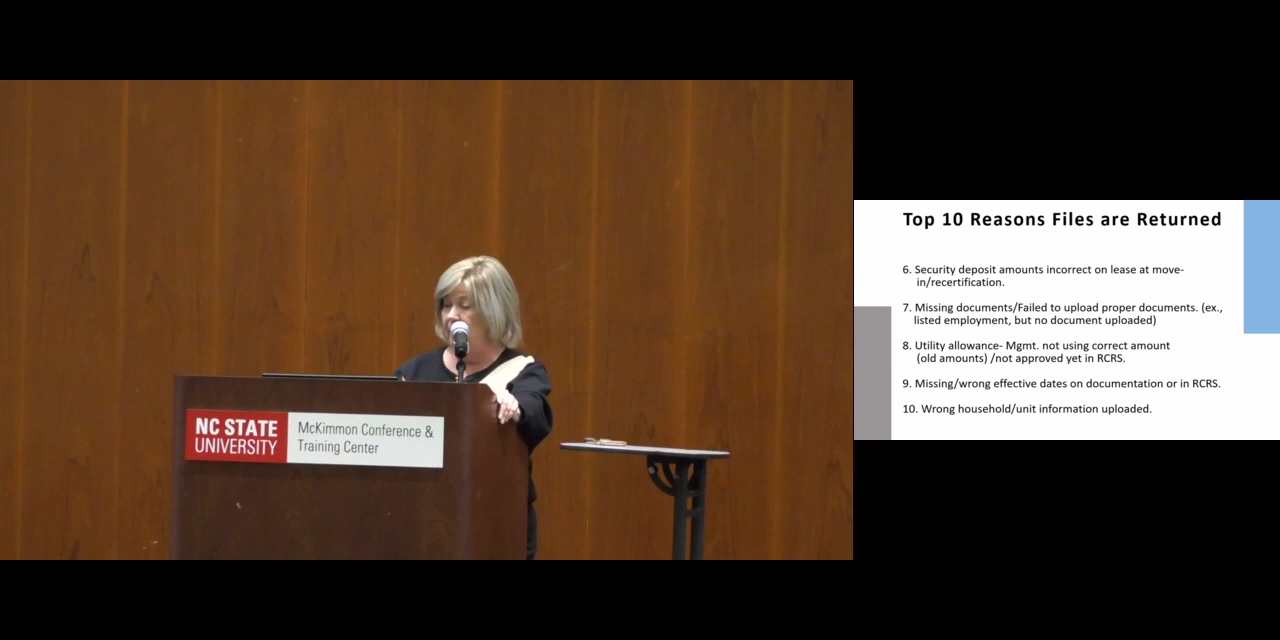 NC STATE
UNIVERSITY
McKimmon Conference &
Training Center
Top 10 Reasons Files are Returned
6. Security deposit amounts incorrect on lease at move-
in/recertification.
7. Missing documents/Failed to upload proper documents. (ex.,
listed employment, but no document uploaded)
8. Utility allowance- Mgmt. not using correct amount
(old amounts) /not approved yet in RCRS.
9. Missing/wrong effective dates on documentation or in RCRS.
10. Wrong household/unit information uploaded.